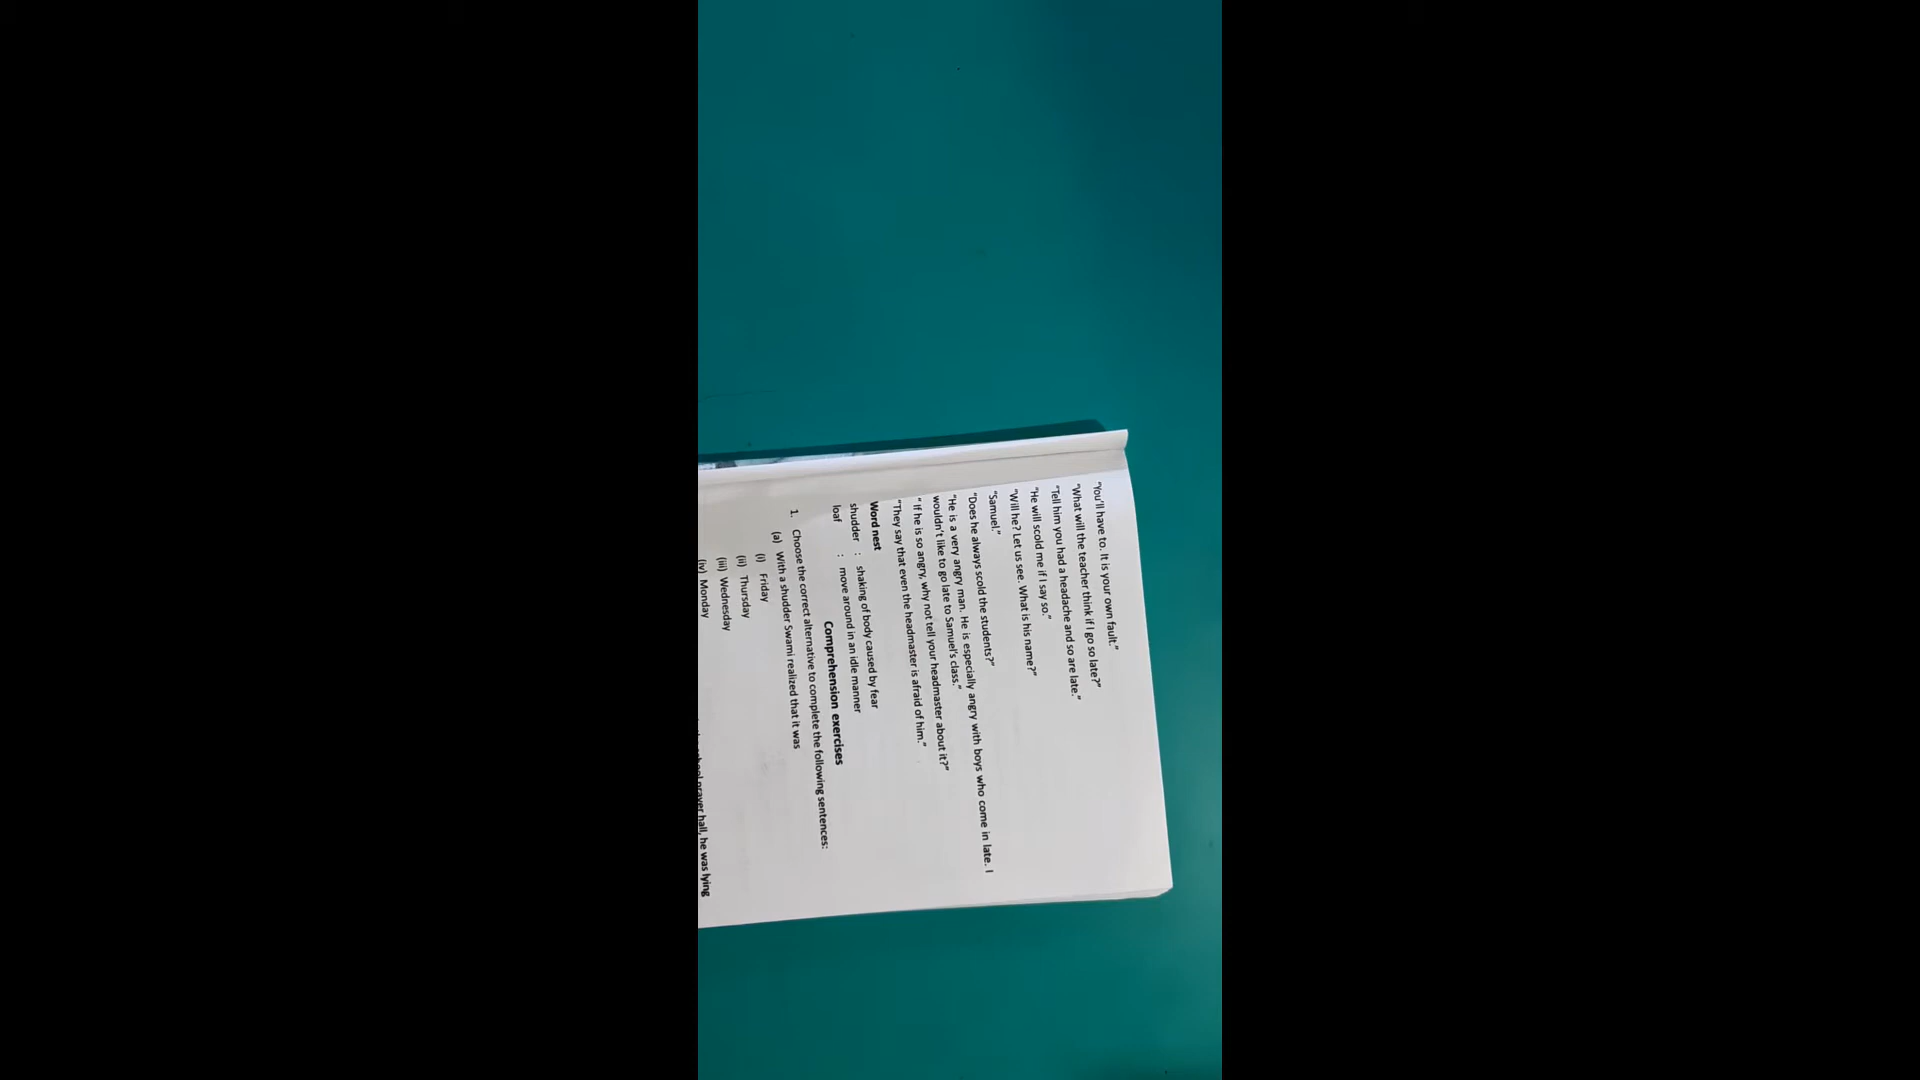 "You'll have to. It is your own fault."
"What will the teacher think if I go so late?"
"Tell him you had a headache and so are late."
"He will scold me if I say so."
"Will he? Let us see. What is his name?"
"Samuel."
"Does he always scold the students?"
"He is a very angry man. He is especially angry with boys who come in late. I
wouldn't like to go late to Samuel's class."
" If he is so angry, why not tell your headmaster about it?"
"They say that even the headmaster is afraid of him."
Word nest
shudder : shaking of body caused by fear
loaf : move around in an idle manner
Comprehension exercises
1. Choose the correct alternative to complete the following sentences:
(a) With a shudder Swami realized that it was
(i) Friday
(ii) Thursday
(iii) Wednesday
(iv) Monday
prayer hall, he was lying